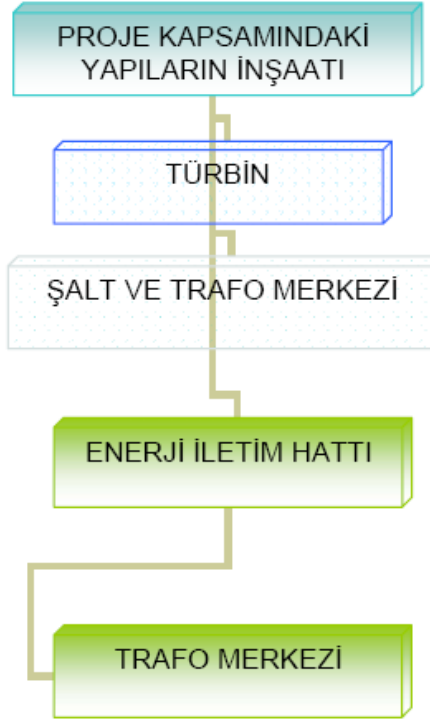 PROJE KAPSAMINDAKİ
YAPILARIN İNŞAATI
TÜRBİN
ŞALT VE TRAFO MERKEZİ
ENERJİ İLETİM HATTI
TRAFO MERKEZİ